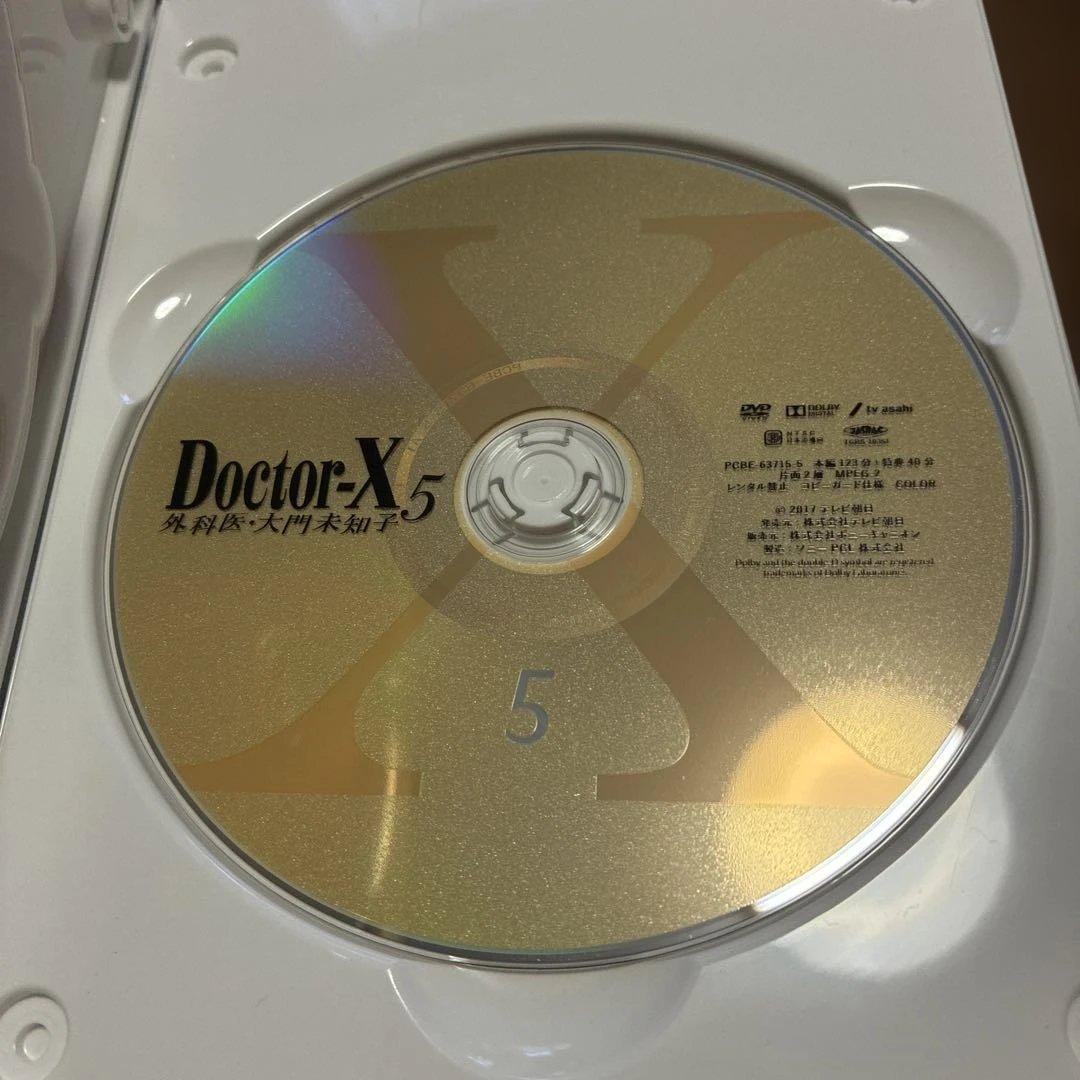 X
PCBE-
Doctor-X5
外科医・大門未知子
DVD VIDEO DOLBY DIGITAL tv asahi
NTSC 日本市場向 JASRAC
PCBE-63715-5 本編123分+特典40分
片面2層 MPEG-2
レンタル禁止 コピーガード仕様 COLOR
© 2017 テレビ朝日
発売元:株式会社テレビ朝日
販売元:株式会社ポニーキャニオン
製造:ソニーPCL株式会社
Dolby and the double-D symbol are registered
trademarks of Dolby Laboratories.
5